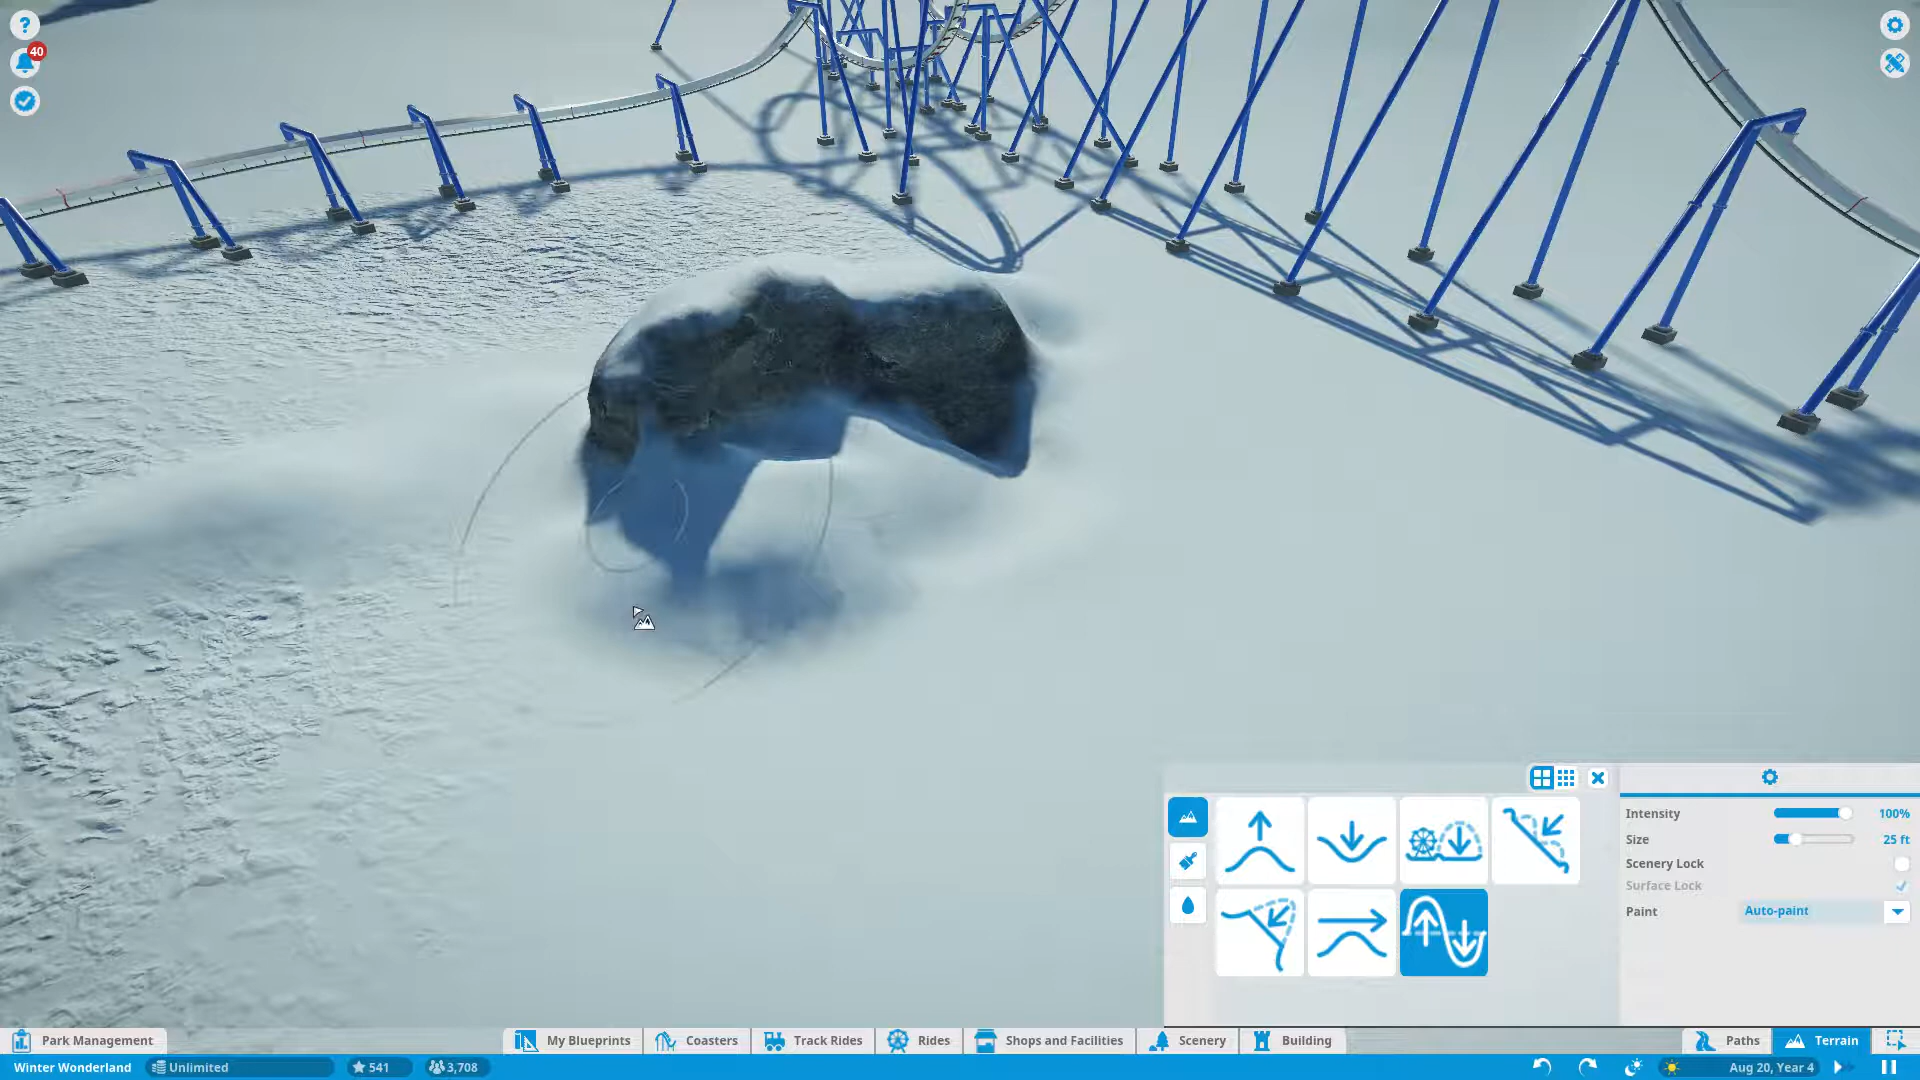 ?
40
Intensity 100%
Size 25 ft
Scenery Lock
Surface Lock
Paint Auto-paint
Park Management My Blueprints Coasters Track Rides Rides Shops and Facilities Scenery Building Paths Terrain
Winter Wonderland Unlimited 541 3,708 Aug 20, Year 4